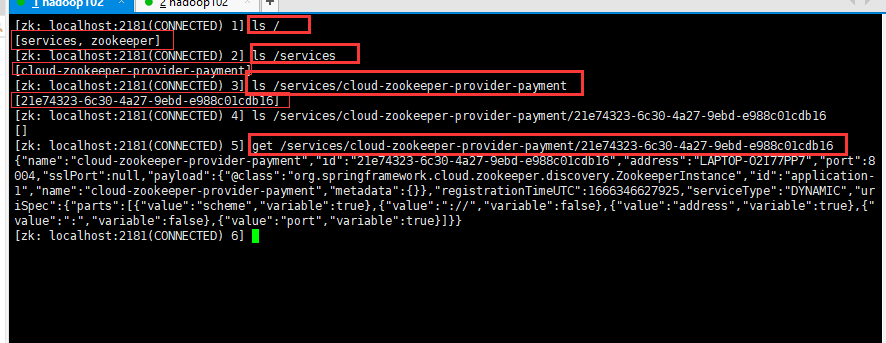 1 hadoop102 × 2 hadoop102 × +
[zk: localhost:2181(CONNECTED) 1] ls /
[services, zookeeper]
[zk: localhost:2181(CONNECTED) 2] ls /services
[cloud-zookeeper-provider-payment]
[zk: localhost:2181(CONNECTED) 3] ls /services/cloud-zookeeper-provider-payment
[21e74323-6c30-4a27-9ebd-e988c01cdb16]
[zk: localhost:2181(CONNECTED) 4] ls /services/cloud-zookeeper-provider-payment/21e74323-6c30-4a27-9ebd-e988c01cdb16
[]
[zk: localhost:2181(CONNECTED) 5] get /services/cloud-zookeeper-provider-payment/21e74323-6c30-4a27-9ebd-e988c01cdb16
{"name":"cloud-zookeeper-provider-payment","id":"21e74323-6c30-4a27-9ebd-e988c01cdb16","address":"LAPTOP-O2I77PP7","port":8
004,"sslPort":null,"payload":{"@class":"org.springframework.cloud.zookeeper.discovery.ZookeeperInstance","id":"application-
1","name":"cloud-zookeeper-provider-payment","metadata":{}},"registrationTimeUTC":1666346627925,"serviceType":"DYNAMIC","ur
iSpec":{"parts":[{"value":"scheme","variable":true},{"value":"://","variable":false},{"value":"address","variable":true},{"
value":":","variable":false},{"value":"port","variable":true}]}}
[zk: localhost:2181(CONNECTED) 6]